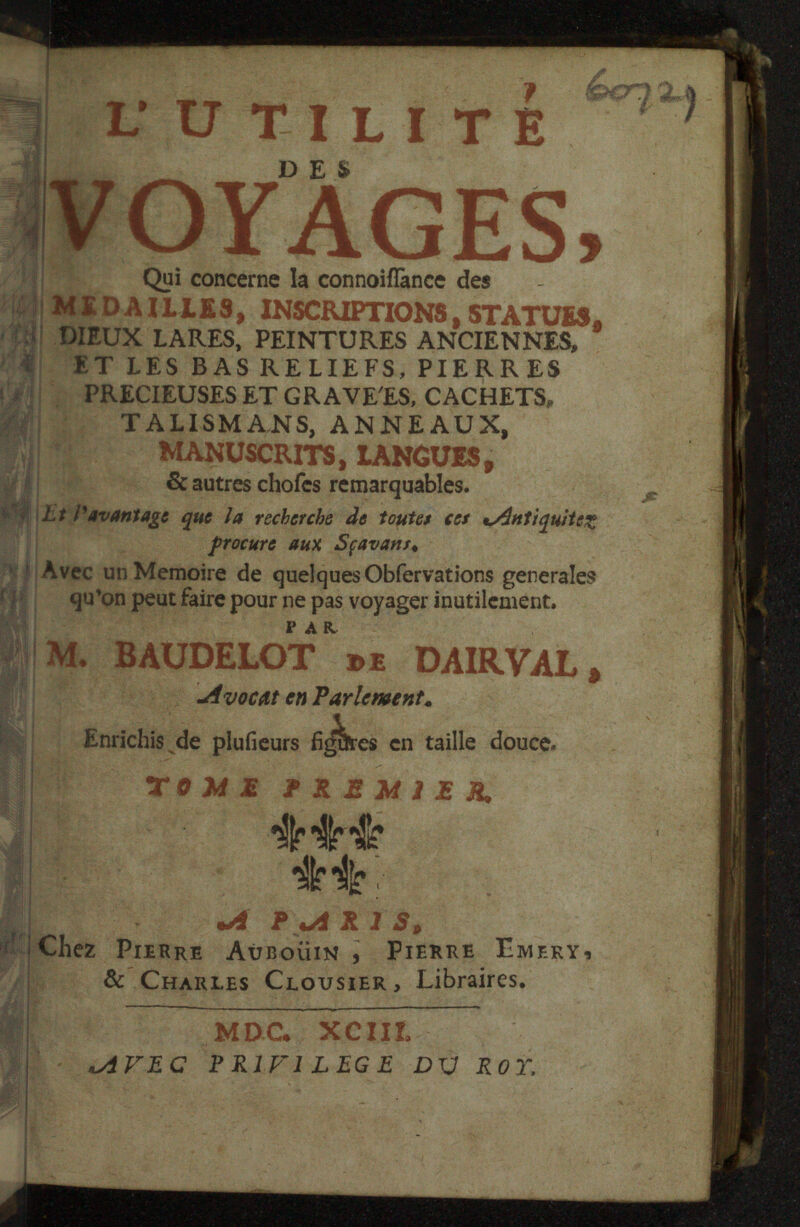 60729
L'UTILITÉ
DES
VOYAGES,
Qui concerne la connoiſſance des
MEDAILLES, INSCRIPTIONS, STATUES,
DIEUX LARES, PEINTURES ANCIENNES,
ET LES BAS RELIEFS, PIERRES
PRECIEUSES ET GRAVE'ES, CACHETS,
TALISMANS, ANNEAUX,
MANUSCRITS, LANGUES,
& autres choſes remarquables.
Et l'avantage que la recherche de toutes ces Antiquitez
procure aux Sçavans.
Avec un Memoire de quelques Obſervations generales
qu'on peut faire pour ne pas voyager inutilement.
PAR
M. BAUDELOT DE DAIRVAL,
Avocat en Parlement.
Enrichis de pluſieurs figûres en taille douce.
TOME PREMIER.
A PARIS,
Chez PIERRE AUBOÜIN, PIERRE EMERY,
& CHARLES CLOUSIER, Libraires.
MDC. XCIII.
AVEC PRIVILEGE DU ROY.